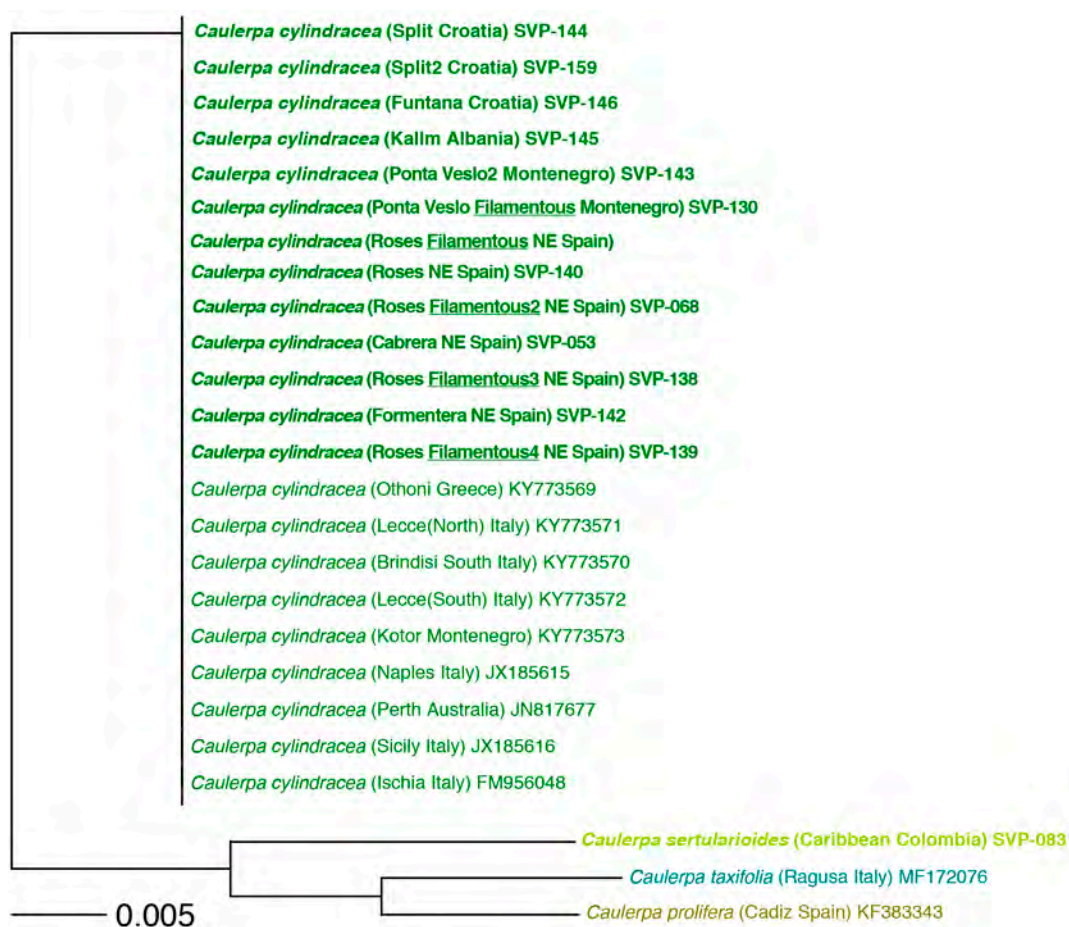 Caulerpa cylindracea (Split Croatia) SVP-144
Caulerpa cylindracea (Split2 Croatia) SVP-159
Caulerpa cylindracea (Funtana Croatia) SVP-146
Caulerpa cylindracea (Kalim Albania) SVP-145
Caulerpa cylindracea (Ponta Veslo2 Montenegro) SVP-143
Caulerpa cylindracea (Ponta Veslo Filamentous Montenegro) SVP-130
Caulerpa cylindracea (Roses Filamentous NE Spain)
Caulerpa cylindracea (Roses NE Spain) SVP-140
Caulerpa cylindracea (Roses Filamentous2 NE Spain) SVP-068
Caulerpa cylindracea (Cabrera NE Spain) SVP-053
Caulerpa cylindracea (Roses Filamentous3 NE Spain) SVP-138
Caulerpa cylindracea (Formentera NE Spain) SVP-142
Caulerpa cylindracea (Roses Filamentous4 NE Spain) SVP-139
Caulerpa cylindracea (Othoni Greece) KY773569
Caulerpa cylindracea (Lecce(North) Italy) KY773571
Caulerpa cylindracea (Brindisi South Italy) KY773570
Caulerpa cylindracea (Lecce(South) Italy) KY773572
Caulerpa cylindracea (Kotor Montenegro) KY773573
Caulerpa cylindracea (Naples Italy) JX185615
Caulerpa cylindracea (Perth Australia) JN817677
Caulerpa cylindracea (Sicily Italy) JX185616
Caulerpa cylindracea (Ischia Italy) FM956048
Caulerpa sertularioides (Caribbean Colombia) SVP-083
Caulerpa taxifolia (Ragusa Italy) MF172076
Caulerpa prolifera (Cadiz Spain) KF383343
0.005